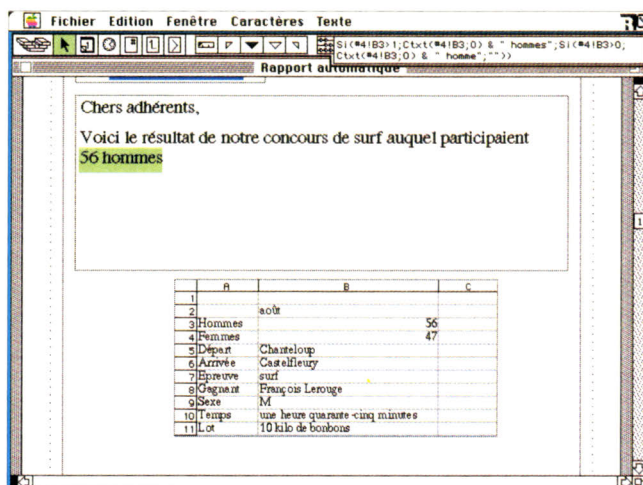 Fichier Edition Fenêtre Caractères Texte
Si(#4!B3>1;Ctxt(#4!B3;0) & " hommes";Si(#4!B3>0;
Ctxt(#4!B3;0) & " homme";""))
Rapport automatique
Chers adhérents,
Voici le résultat de notre concours de surf auquel participaient
56 hommes
A B C
1
2 août
3 Hommes 56
4 Femmes 47
5 Départ Chanteloup
6 Arrivée Castelfleury
7 Epreuve surf
8 Gagnant François Lerouge
9 Sexe M
10 Temps une heure quarante-cinq minutes
11 Lot 10 kilo de bonbons
1